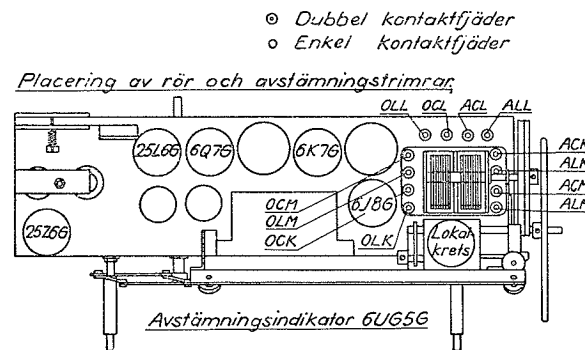 Dubbel kontaktfjäder
Enkel kontaktfjäder
Placering av rör och avstämningstrimrar
OLL OCL ACL ALL
25L6G 6Q7G 6K7G
ACK
ALM
ACM
ALK
OCM
OLM
OCK
6J8G
OLK
25Z6G
Lokal-
krets
Avstämningsindikator 6UG5G